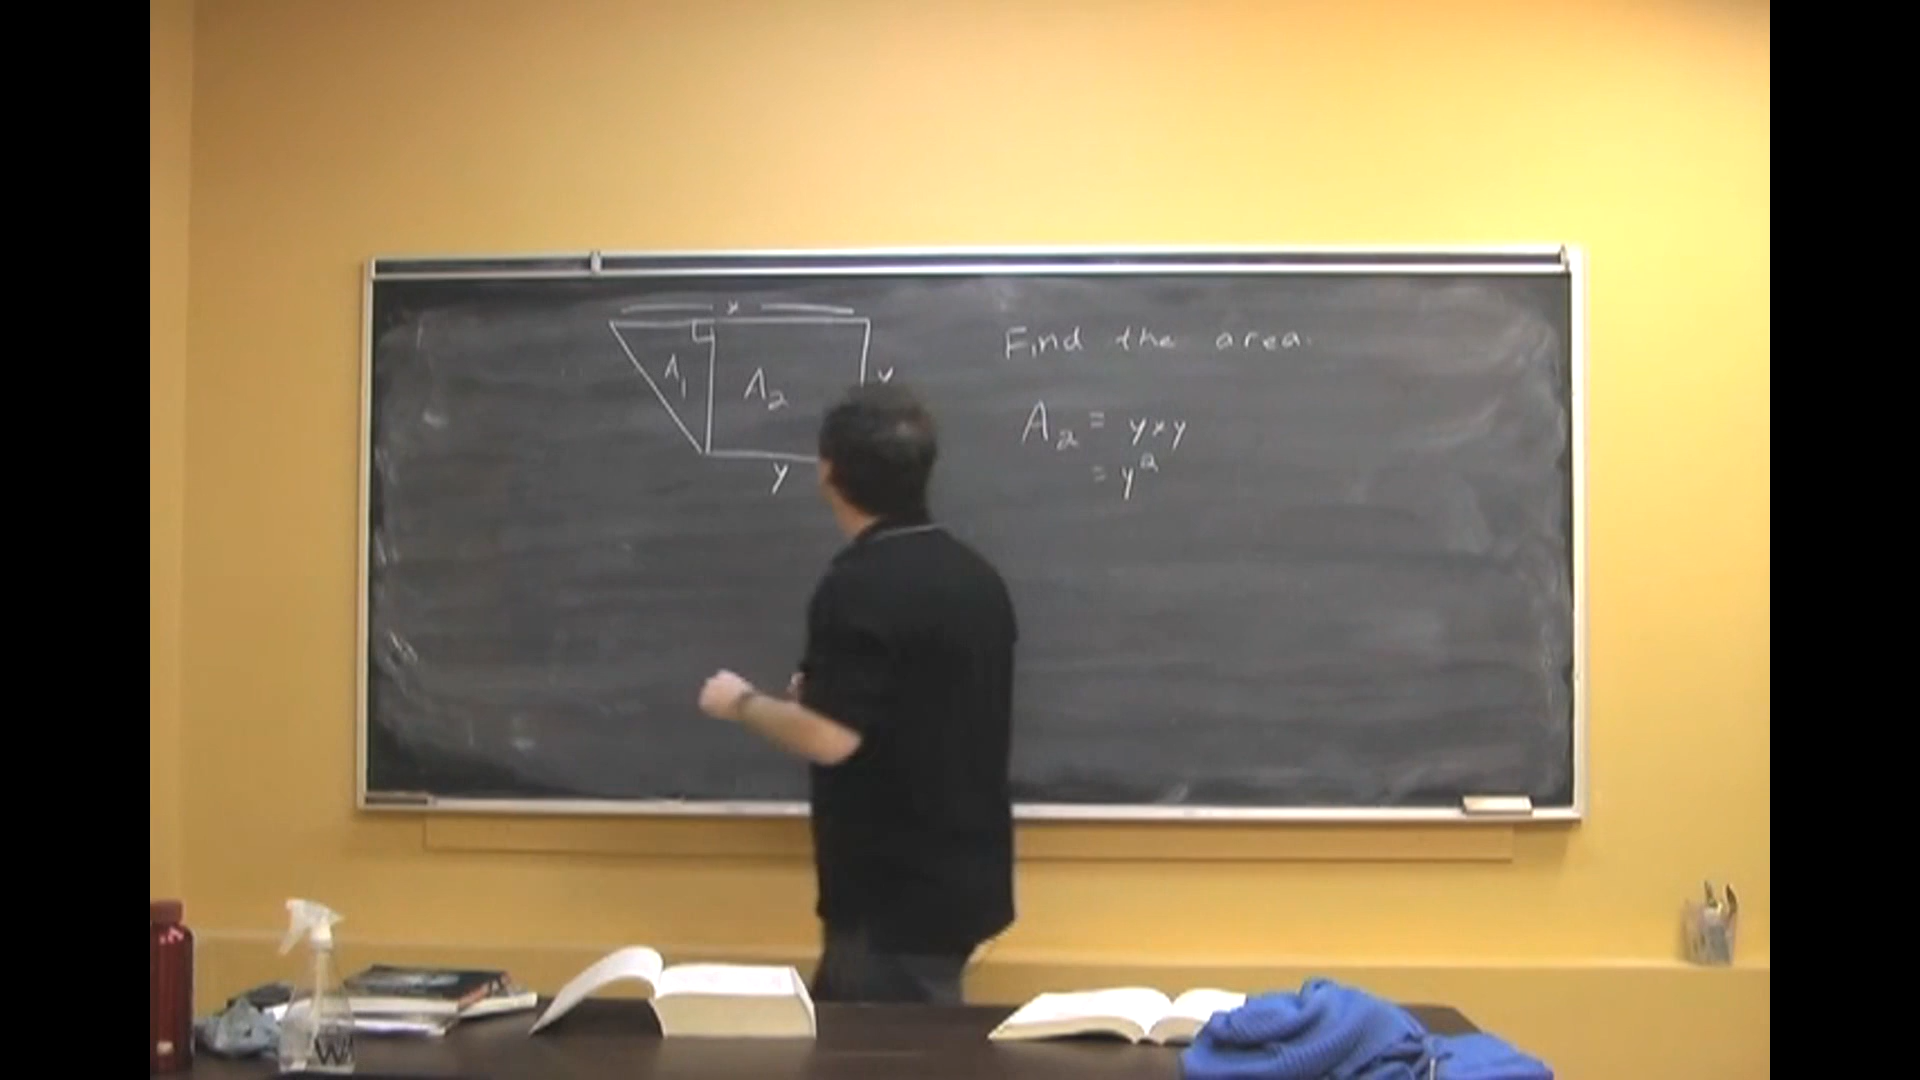 x
A₁
A₂
y
y
Find the area.
A₂ = y×y
= y²